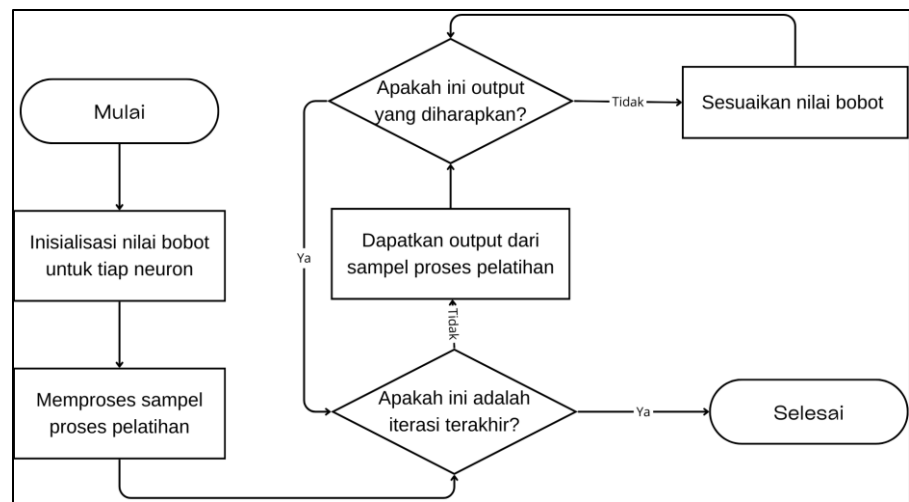 Mulai
Inisialisasi nilai bobot
untuk tiap neuron
Memproses sampel
proses pelatihan
Apakah ini adalah
iterasi terakhir?
Ya
Selesai
Tidak
Dapatkan output dari
sampel proses pelatihan
Apakah ini output
yang diharapkan?
Tidak
Sesuaikan nilai bobot
Ya